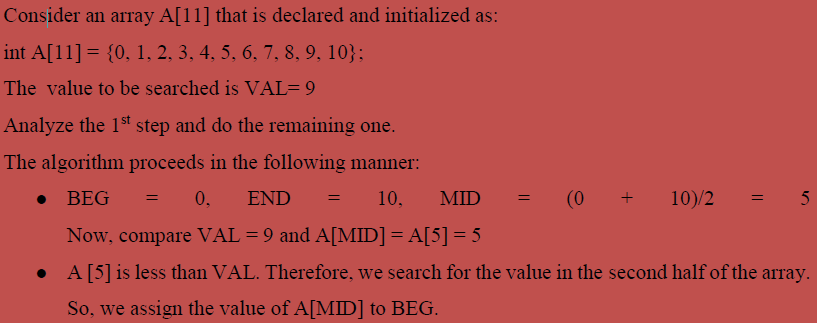 Consider an array A[11] that is declared and initialized as:
int A[11] = {0, 1, 2, 3, 4, 5, 6, 7, 8, 9, 10};
The value to be searched is VAL= 9
Analyze the 1st step and do the remaining one.
The algorithm proceeds in the following manner:
● BEG = 0, END = 10, MID = (0 + 10)/2 = 5
Now, compare VAL = 9 and A[MID] = A[5] = 5
● A [5] is less than VAL. Therefore, we search for the value in the second half of the array.
So, we assign the value of A[MID] to BEG.